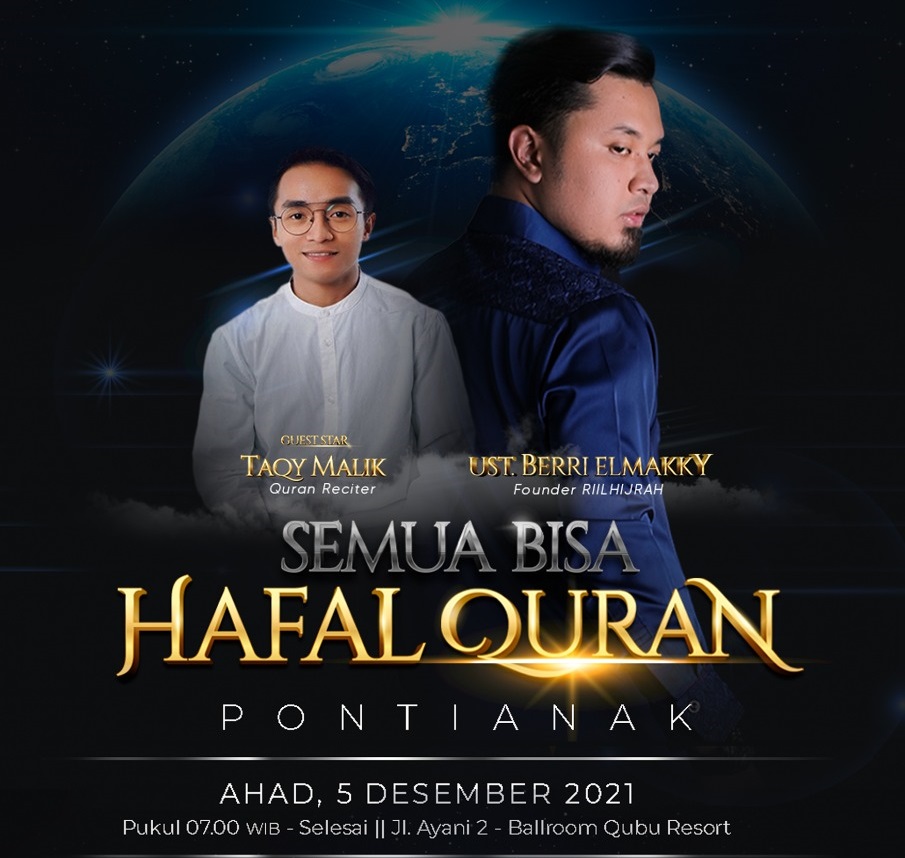 GUEST STAR
TAQY MALIK
Quran Reciter
UST. BERRI ELMAKKY
Founder RIILHIJRAH
SEMUA BISA
HAFAL QURAN
PONTIANAK
AHAD, 5 DESEMBER 2021
Pukul 07.00 WIB - Selesai || Jl. Ayani 2 - Ballroom Qubu Resort